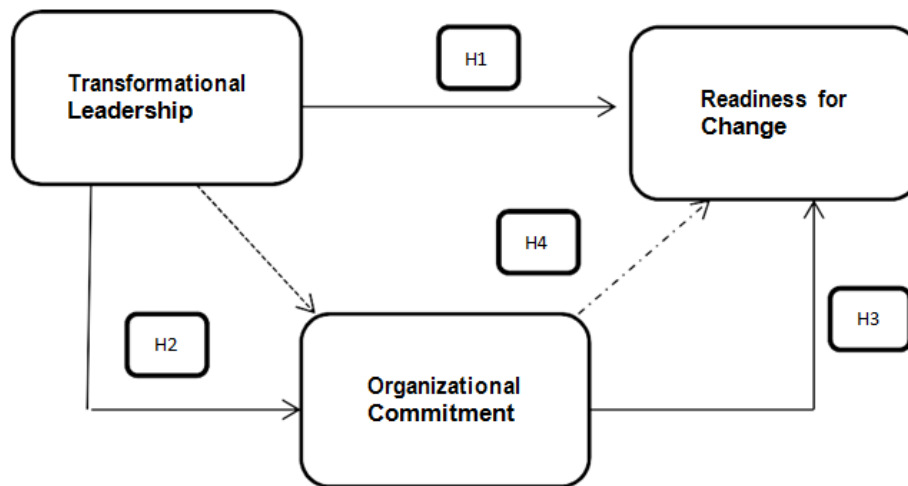 Transformational
Leadership
H1
Readiness for
Change
H4
H2
H3
Organizational
Commitment